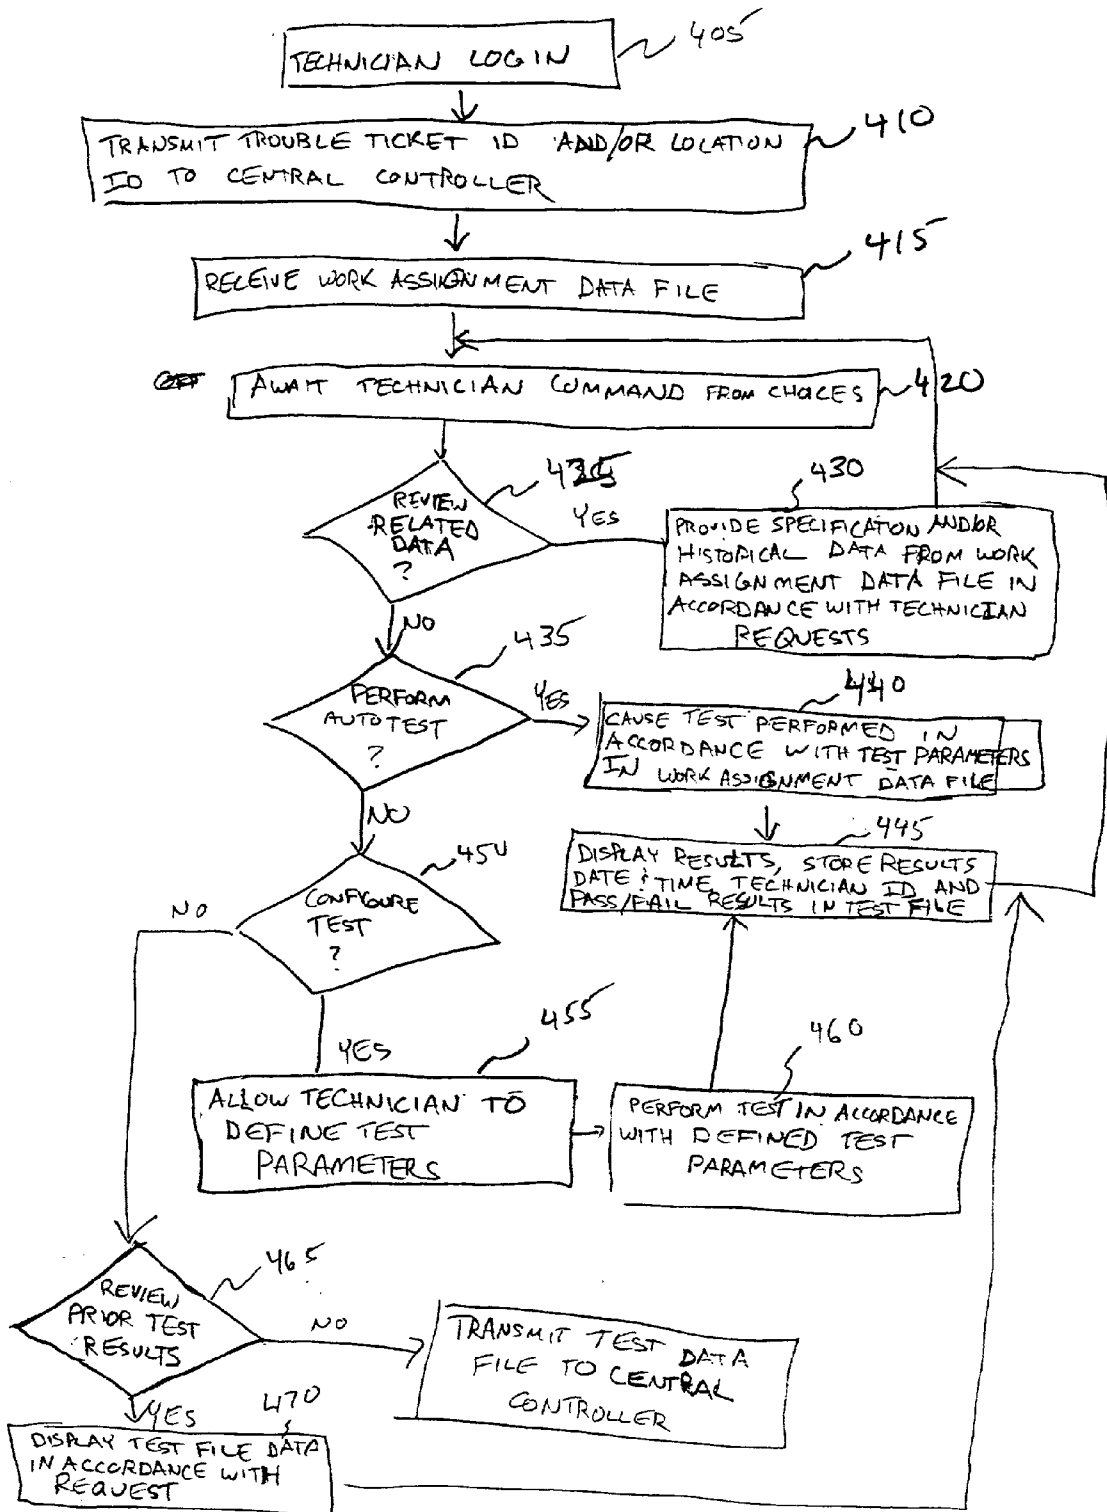 TECHNICIAN LOGIN
405
TRANSMIT TROUBLE TICKET ID AND/OR LOCATION
ID TO CENTRAL CONTROLLER
410
RECEIVE WORK ASSIGNMENT DATA FILE
415
AWAIT TECHNICIAN COMMAND FROM CHOICES
420
REVIEW
RELATED
DATA
?
YES
430
PROVIDE SPECIFICATION AND/OR
HISTORICAL DATA FROM WORK
ASSIGNMENT DATA FILE IN
ACCORDANCE WITH TECHNICIAN
REQUESTS
NO
435
PERFORM
AUTO TEST
?
YES
440
CAUSE TEST PERFORMED IN
ACCORDANCE WITH TEST PARAMETERS
IN WORK ASSIGNMENT DATA FILE
NO
445
DISPLAY RESULTS, STORE RESULTS
DATE & TIME, TECHNICIAN ID AND
PASS/FAIL RESULTS IN TEST FILE
450
CONFIGURE
TEST
?
NO
YES
455
ALLOW TECHNICIAN TO
DEFINE TEST
PARAMETERS
460
PERFORM TEST IN ACCORDANCE
WITH DEFINED TEST
PARAMETERS
465
REVIEW
PRIOR TEST
RESULTS
NO
TRANSMIT TEST DATA
FILE TO CENTRAL
CONTROLLER
YES
470
DISPLAY TEST FILE DATA
IN ACCORDANCE WITH
REQUEST